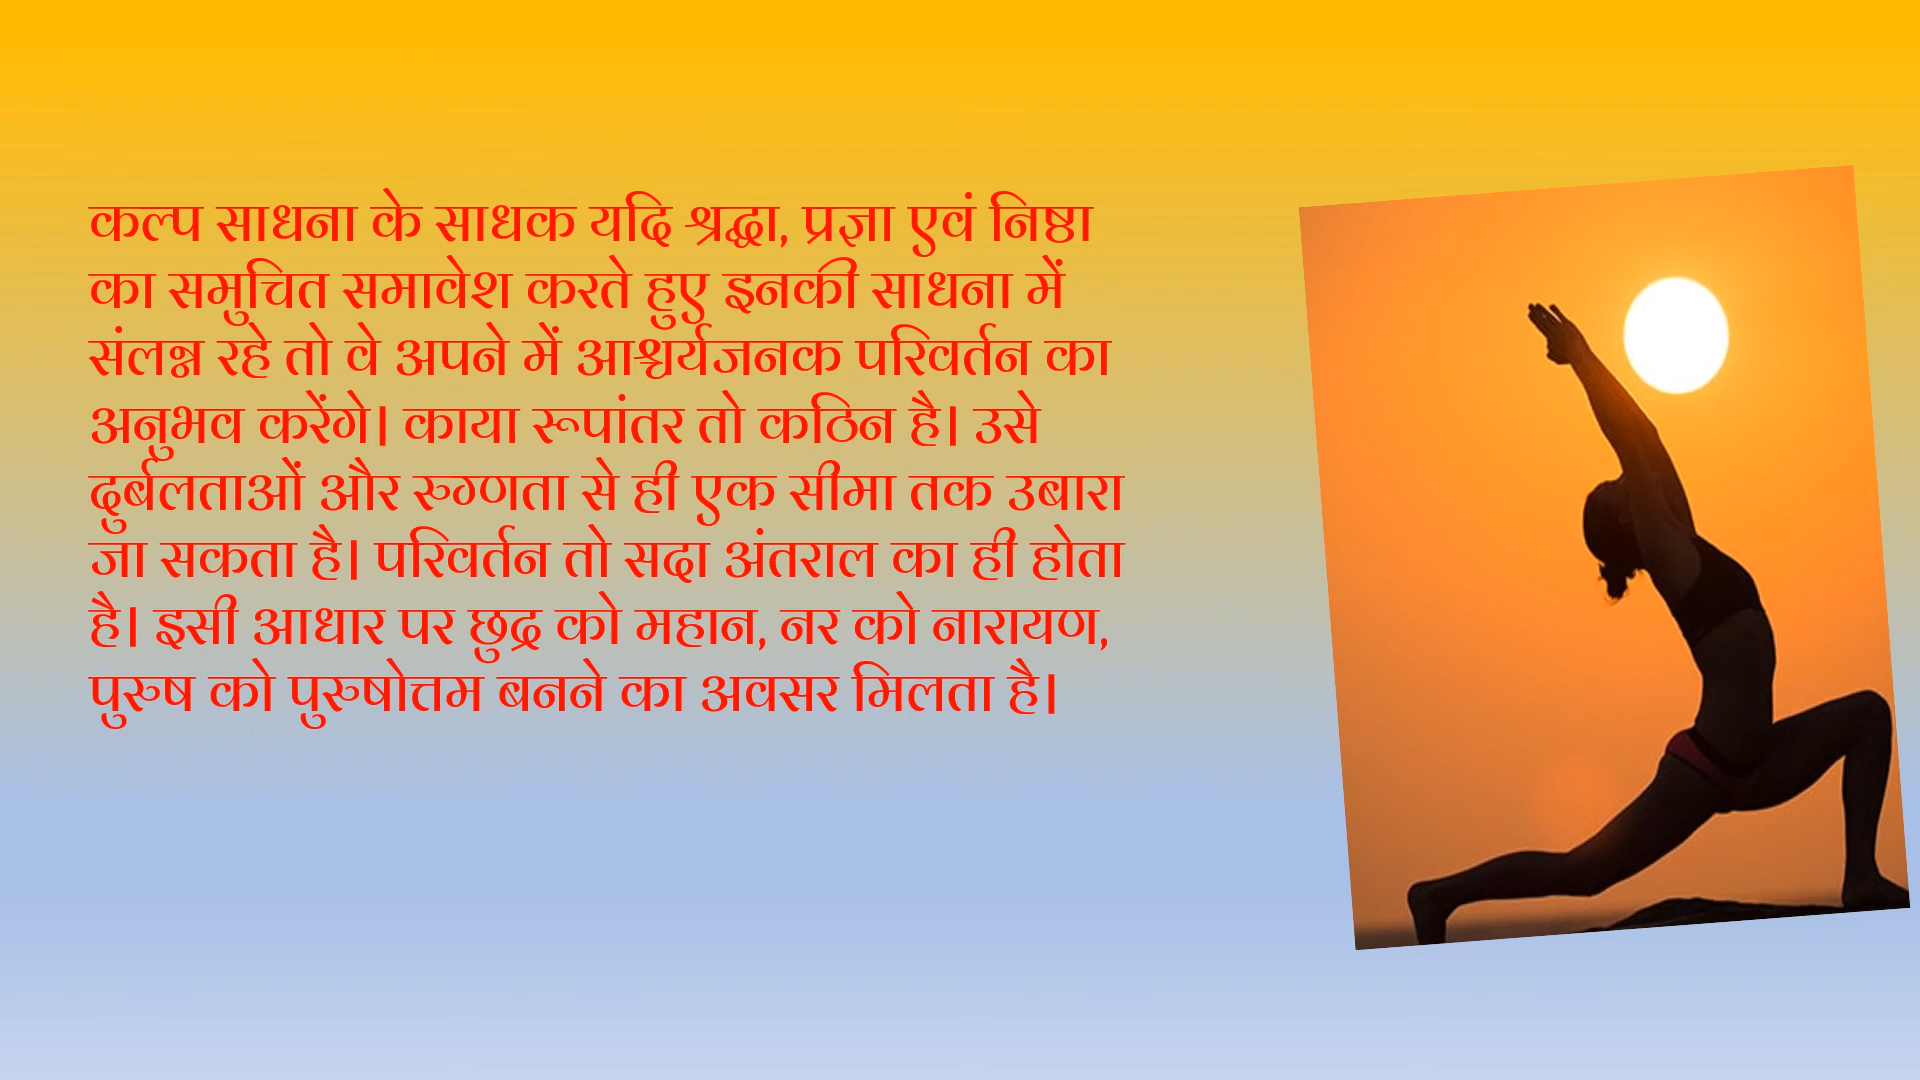 कल्प साधना के साधक यदि श्रद्धा, प्रज्ञा एवं निष्ठा
का समुचित समावेश करते हुए इनकी साधना में
संलग्न रहे तो वे अपने में आश्चर्यजनक परिवर्तन का
अनुभव करेंगे। काया रूपांतर तो कठिन है। उसे
दुर्बलताओं और रुग्णता से ही एक सीमा तक उबारा
जा सकता है। परिवर्तन तो सदा अंतराल का ही होता
है। इसी आधार पर छुद्र को महान, नर को नारायण,
पुरुष को पुरुषोत्तम बनने का अवसर मिलता है।